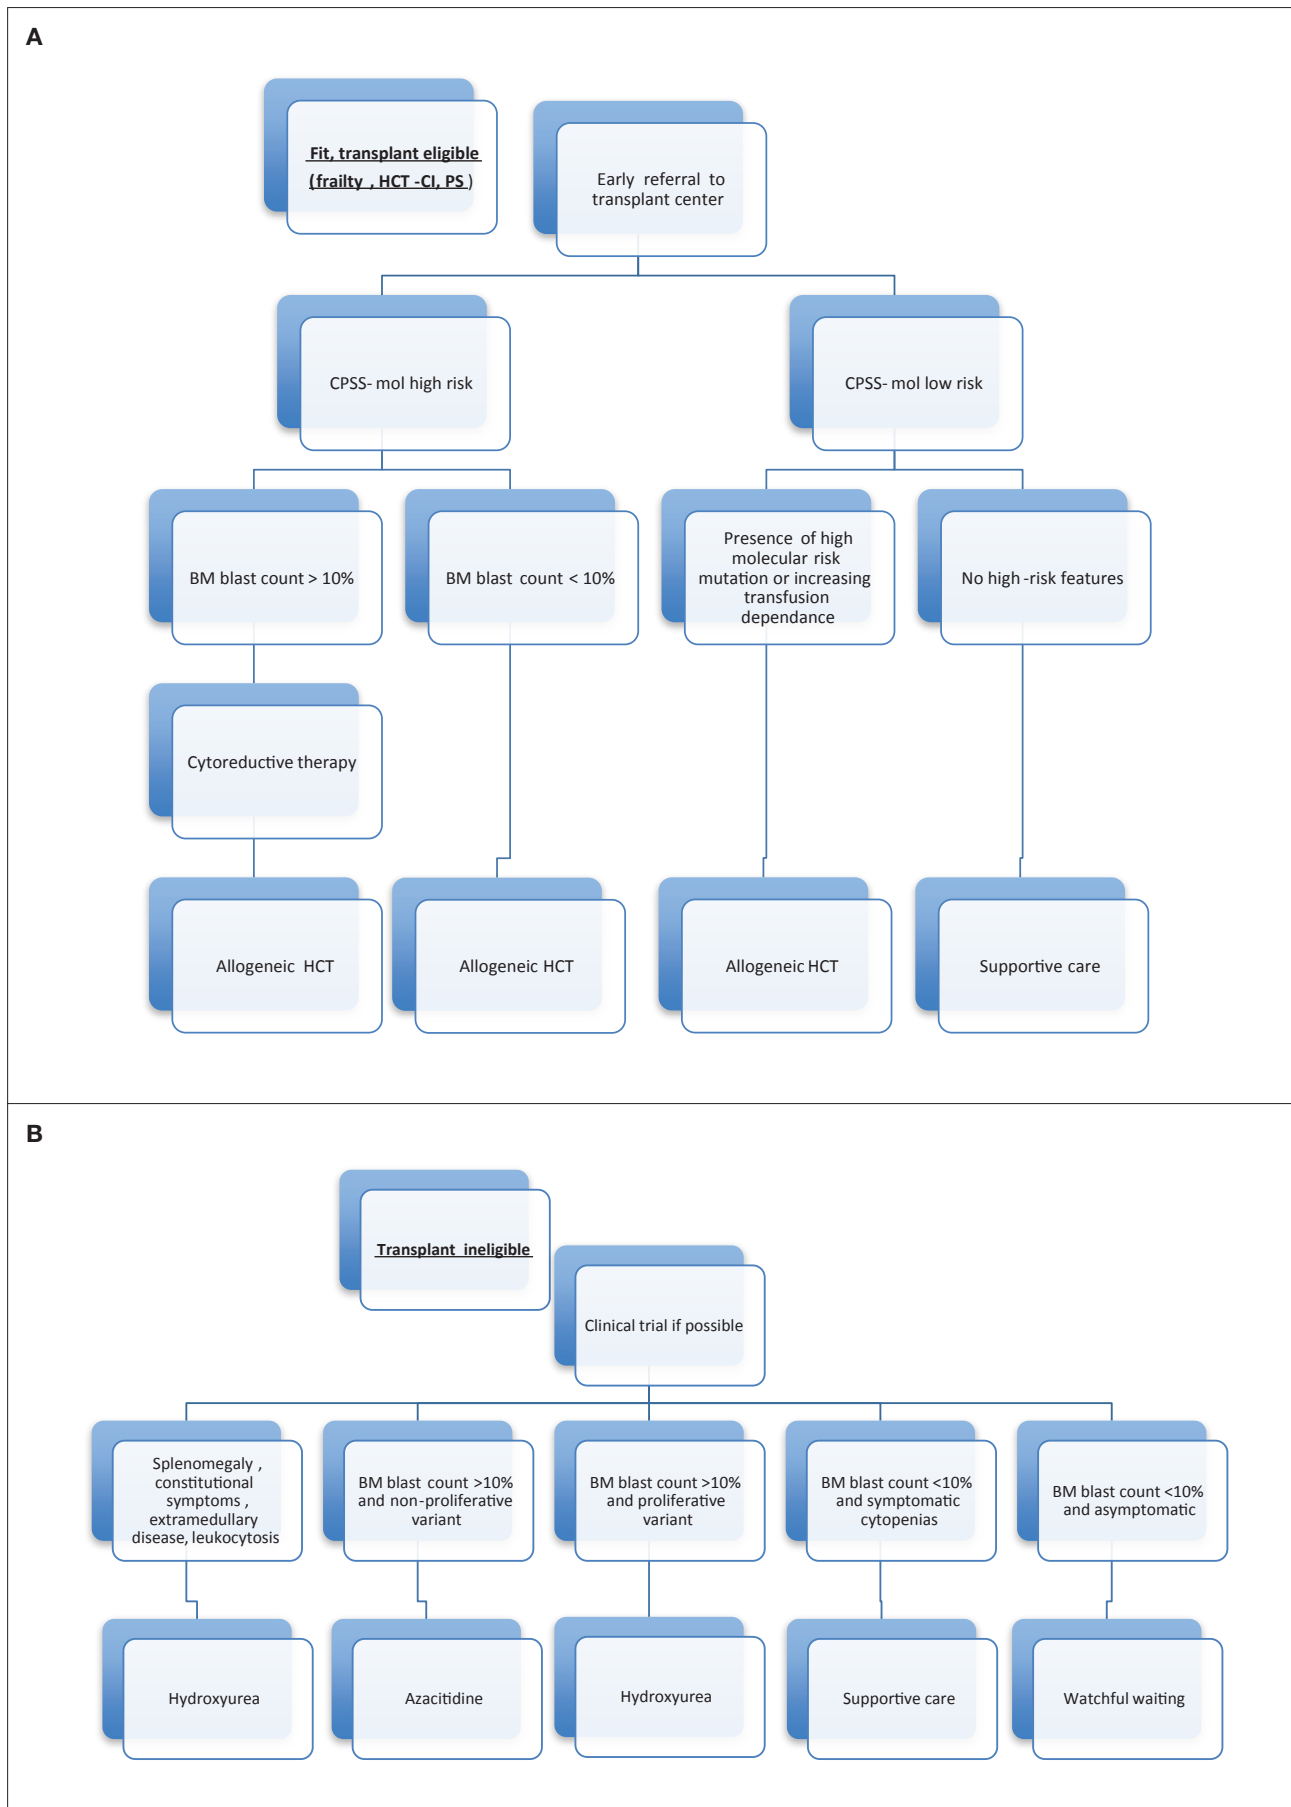 A
Fit, transplant eligible
(frailty , HCT -CI, PS )
Early referral to
transplant center
CPSS- mol high risk
CPSS- mol low risk
BM blast count > 10%
BM blast count < 10%
Presence of high
molecular risk
mutation or increasing
transfusion
dependance
No high -risk features
Cytoreductive therapy
Allogeneic HCT
Allogeneic HCT
Allogeneic HCT
Supportive care
B
Transplant ineligible
Clinical trial if possible
Splenomegaly ,
constitutional
symptoms ,
extramedullary
disease, leukocytosis
BM blast count >10%
and non-proliferative
variant
BM blast count >10%
and proliferative
variant
BM blast count <10%
and symptomatic
cytopenias
BM blast count <10%
and asymptomatic
Hydroxyurea
Azacitidine
Hydroxyurea
Supportive care
Watchful waiting